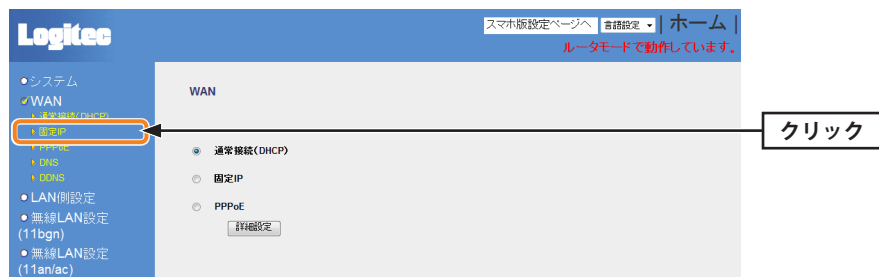 Logitec
スマホ版設定ページへ 言語設定 | ホーム |
ルータモードで動作しています。
システム
WAN
通常接続(DHCP)
固定IP
PPPoE
DNS
DDNS
LAN側設定
無線LAN設定
(11bgn)
無線LAN設定
(11an/ac)
WAN
通常接続(DHCP)
固定IP
PPPoE
詳細設定
クリック